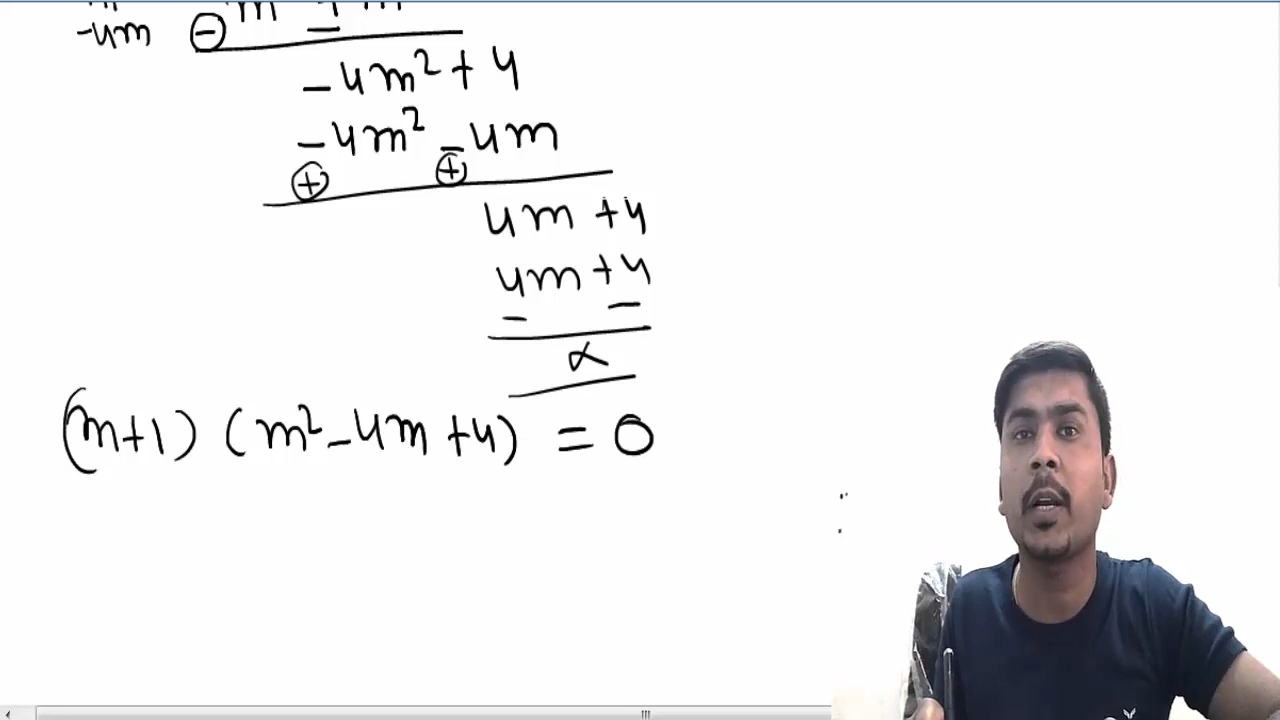 -4m
-4m² + 4
-4m² -4m
⊕ ⊕
4m + 4
4m + 4
- -
(m+1) (m² - 4m + 4) = 0